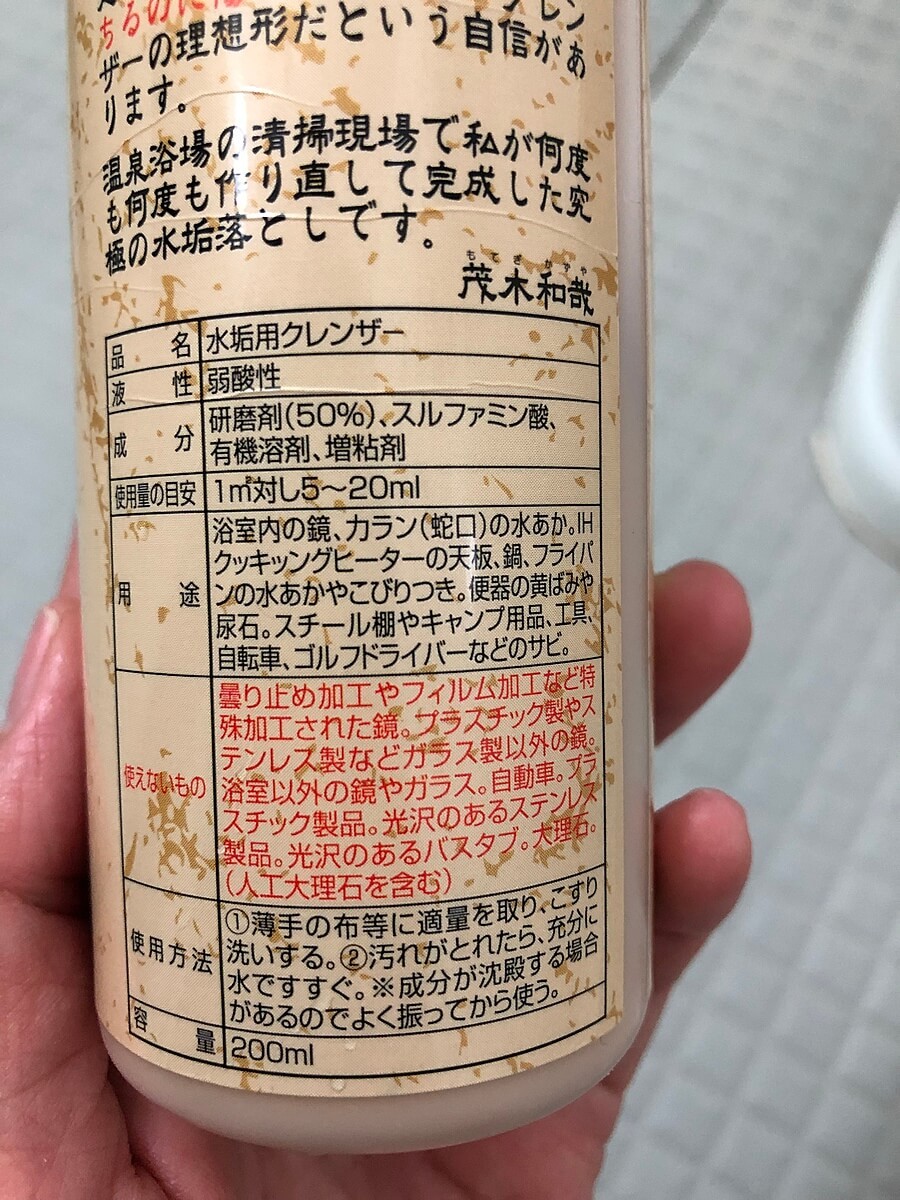 ちるのに
レン
ザーの理想形だという自信があ
ります。
温泉浴場の清掃現場で私が何度
も何度も作り直して完成した究
極の水垢落としです。
もてぎかずや
茂木和哉
品名 水垢用クレンザー
液性 弱酸性
成分 研磨剤(50%)、スルファミン酸、
有機溶剤、増粘剤
使用量の目安 1㎡対し5〜20ml
用途 浴室内の鏡、カラン(蛇口)の水あか。IH
クッキッングヒーターの天板、鍋、フライパ
ンの水あかやこびりつき。便器の黄ばみや
尿石。スチール棚やキャンプ用品、工具、
自転車、ゴルフドライバーなどのサビ。
使えないもの 曇り止め加工やフィルム加工など特
殊加工された鏡。プラスチック製やス
テンレス製などガラス製以外の鏡。
浴室以外の鏡やガラス。自動車。プラ
スチック製品。光沢のあるステンレス
製品。光沢のあるバスタブ。大理石。
(人工大理石を含む)
使用方法 ①薄手の布等に適量を取り、こすり
洗いする。②汚れがとれたら、充分に
水ですすぐ。※成分が沈殿する場合
があるのでよく振ってから使う。
容量 200ml